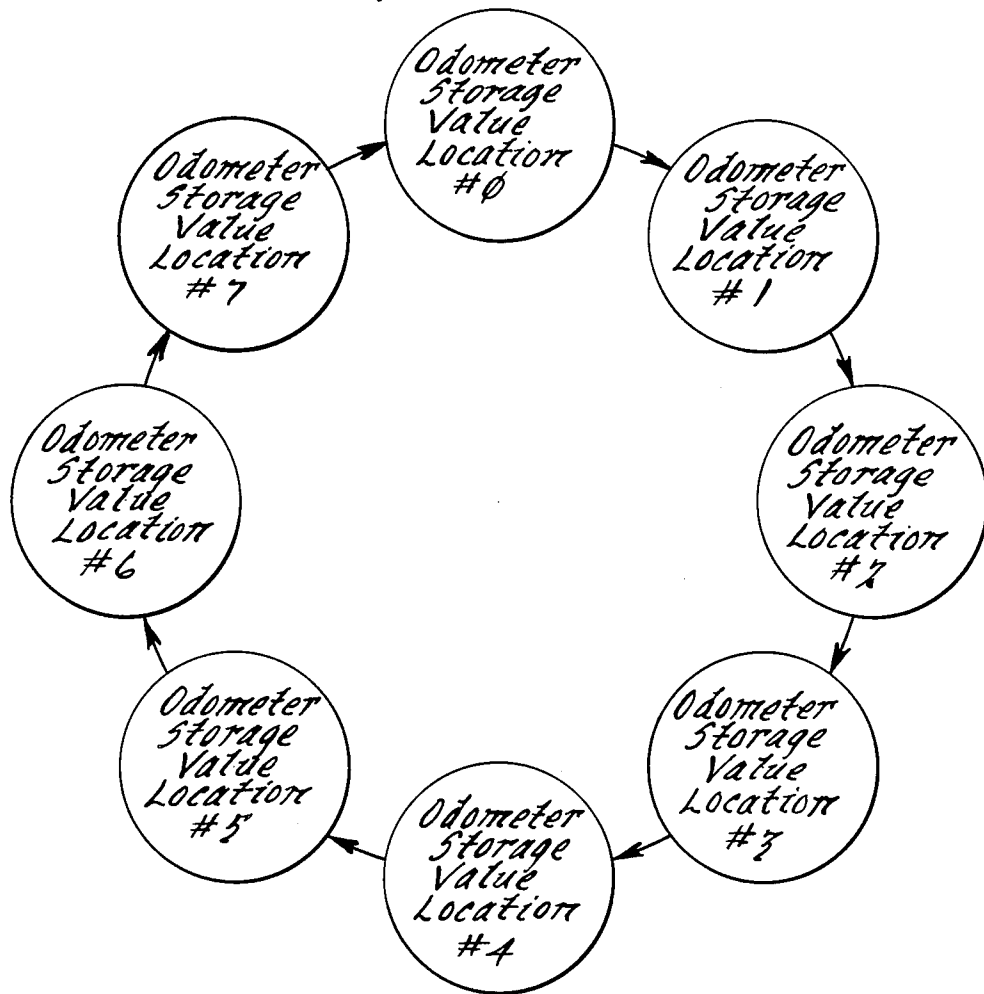 Odometer
Storage
Value
Location
#0
Odometer
Storage
Value
Location
#1
Odometer
Storage
Value
Location
#2
Odometer
Storage
Value
Location
#3
Odometer
Storage
Value
Location
#4
Odometer
Storage
Value
Location
#5
Odometer
Storage
Value
Location
#6
Odometer
Storage
Value
Location
#7